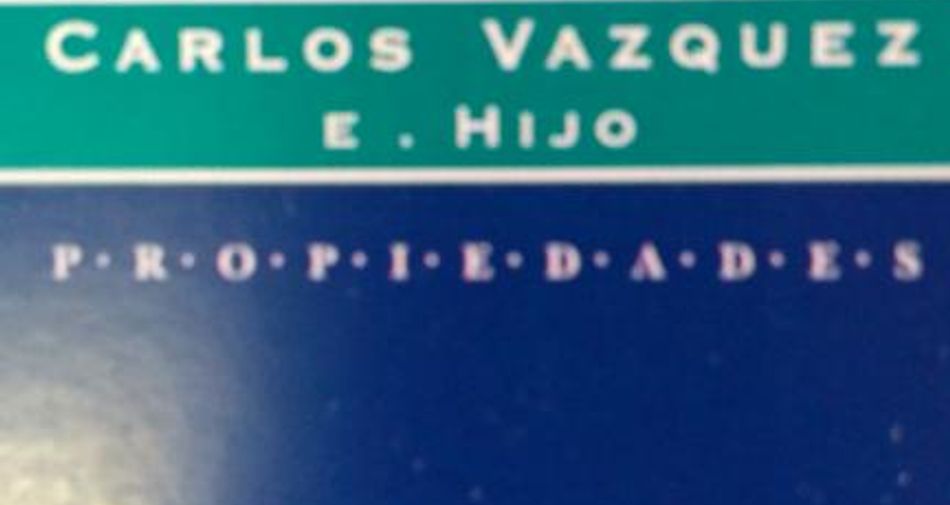 CARLOS VAZQUEZ
E . HIJO
P·R·O·P·I·E·D·A·D·E·S